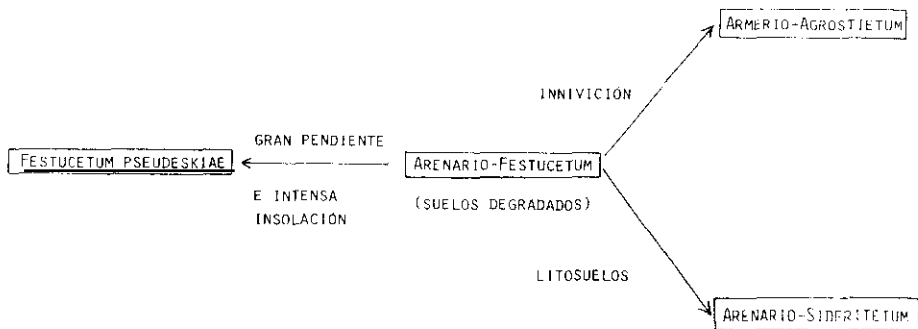 ARMERIO-AGROSTIETUM
INNIVICIÓN
GRAN PENDIENTE
FESTUCETUM PSEUDESKIAE
ARENARIO-FESTUCETUM
E INTENSA
INSOLACIÓN
(SUELOS DEGRADADOS)
LITOSUELOS
ARENARIO-SIDERITETUM